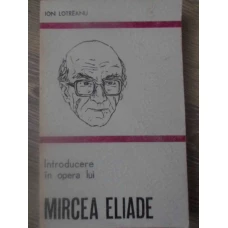 ION LOTREANU
Introducere
în opera lui
MIRCEA ELIADE